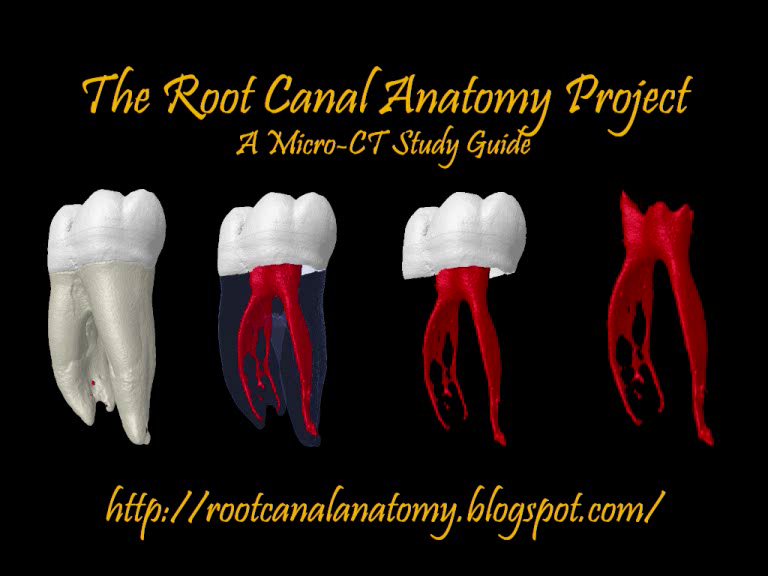 The Root Canal Anatomy Project
A Micro-CT Study Guide
http://rootcanalanatomy.blogspot.com/